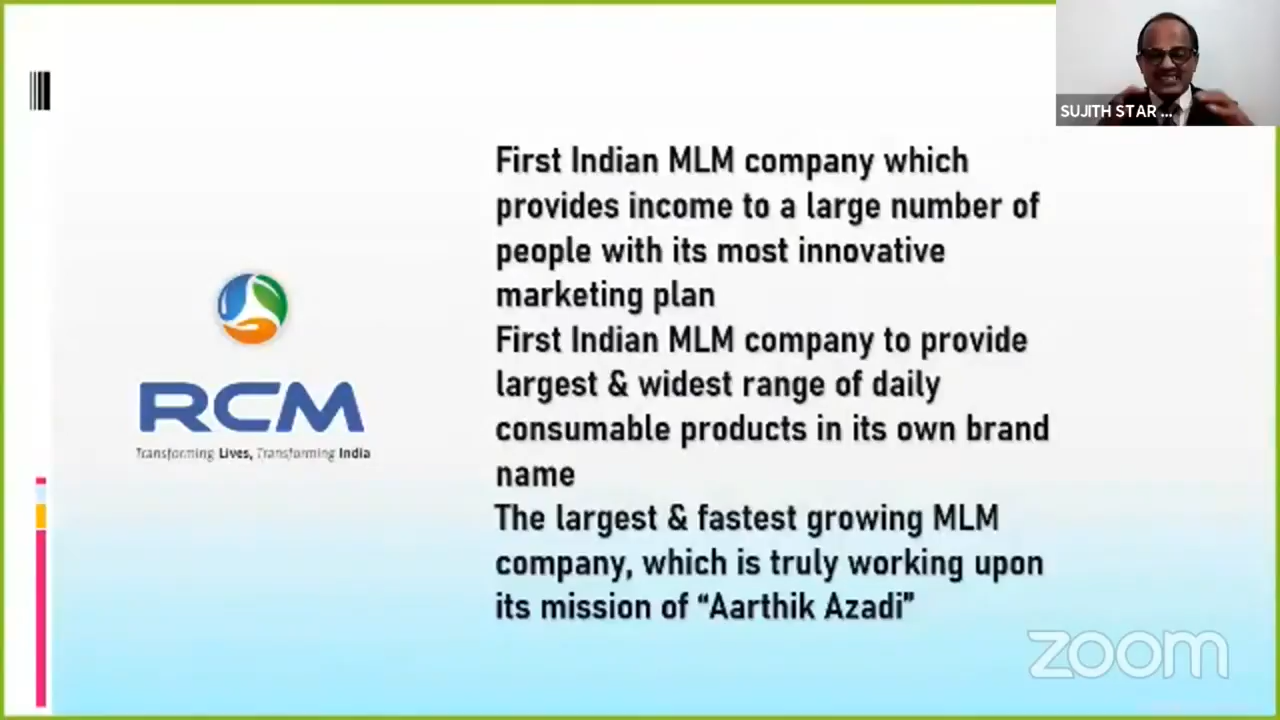 SUJITH STAR ...
First Indian MLM company which
provides income to a large number of
people with its most innovative
marketing plan
First Indian MLM company to provide
largest & widest range of daily
consumable products in its own brand
name
The largest & fastest growing MLM
company, which is truly working upon
its mission of “Aarthik Azadi”
RCM
Transforming Lives, Transforming India
zoom